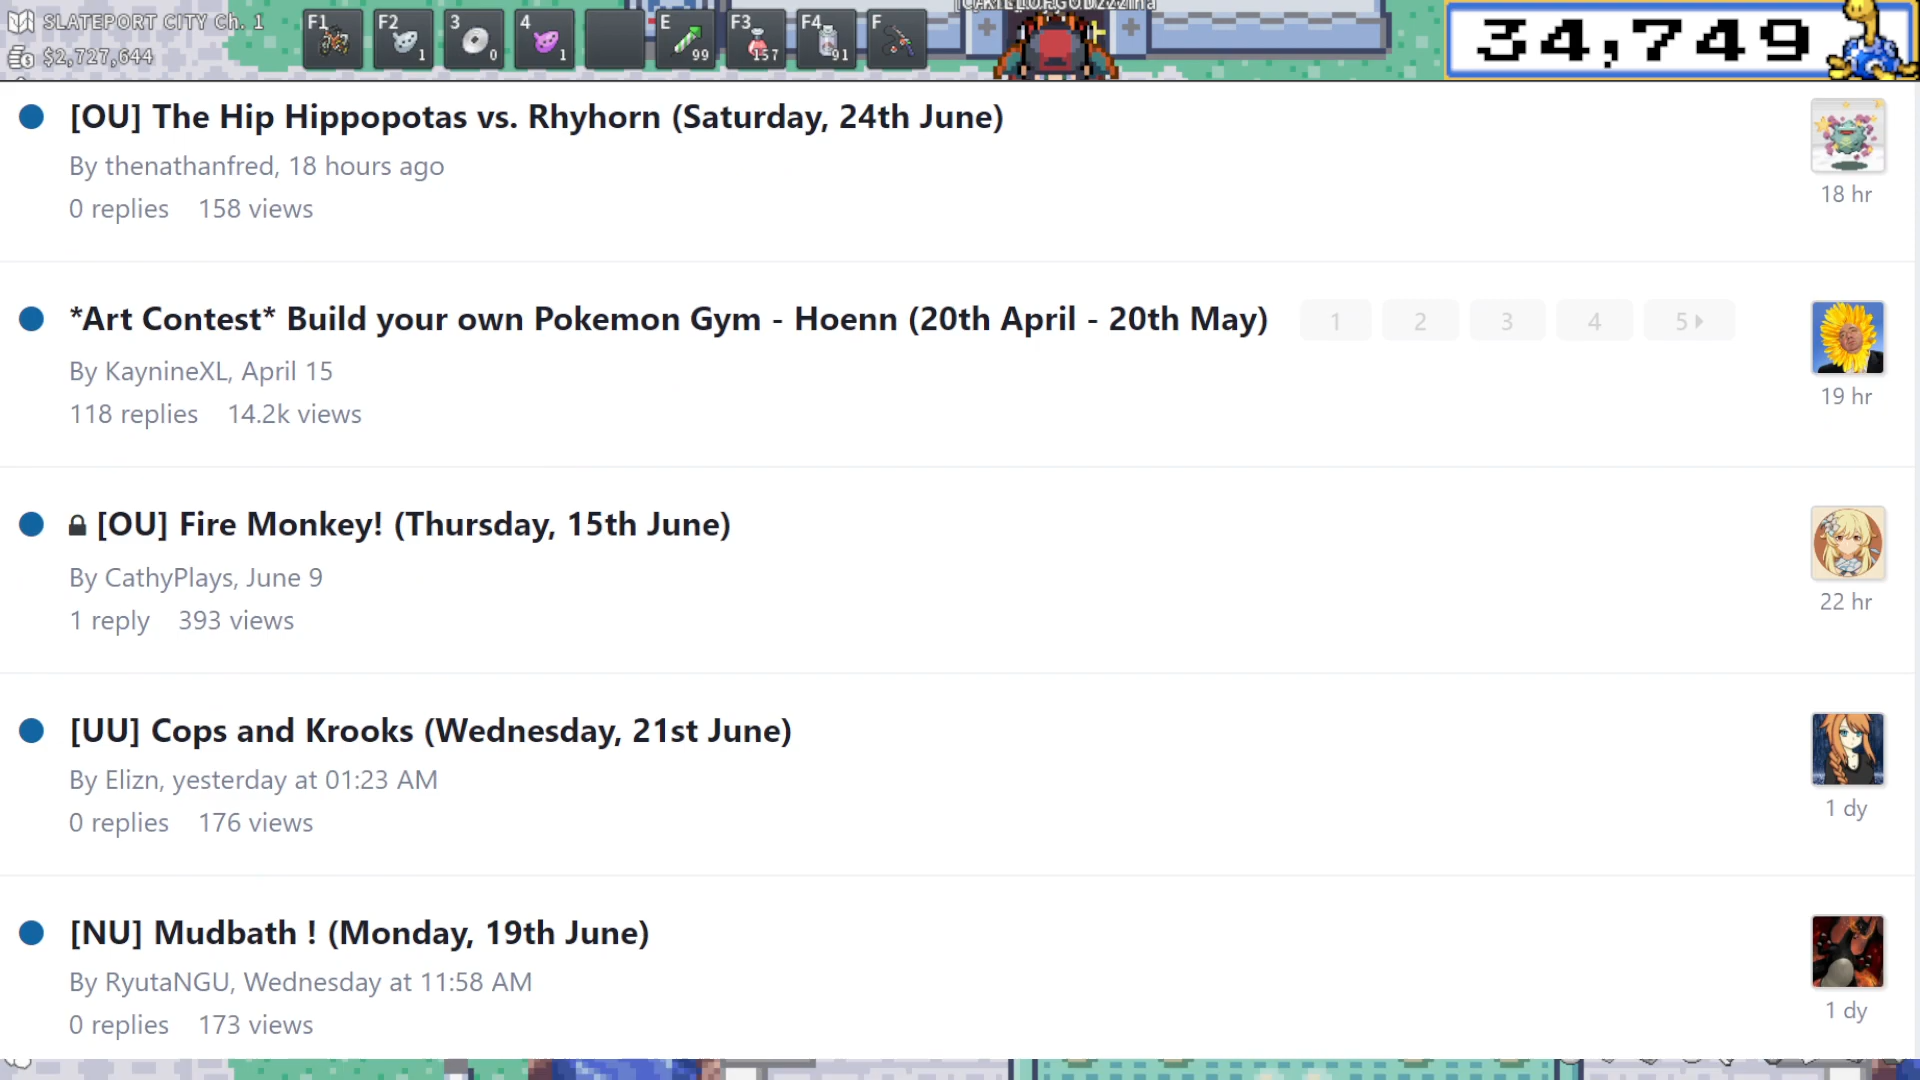 SLATEPORT CITY Ch. 1
$2,727,644
F1
F2
1
3
0
4
1
E
99
F3
157
F4
91
F
34,749
[OU] The Hip Hippopotas vs. Rhyhorn (Saturday, 24th June)
By thenathanfred, 18 hours ago
0 replies 158 views
18 hr
*Art Contest* Build your own Pokemon Gym - Hoenn (20th April - 20th May)
1 2 3 4 5
By KaynineXL, April 15
118 replies 14.2k views
19 hr
[OU] Fire Monkey! (Thursday, 15th June)
By CathyPlays, June 9
1 reply 393 views
22 hr
[UU] Cops and Krooks (Wednesday, 21st June)
By Elizn, yesterday at 01:23 AM
0 replies 176 views
1 dy
[NU] Mudbath ! (Monday, 19th June)
By RyutaNGU, Wednesday at 11:58 AM
0 replies 173 views
1 dy